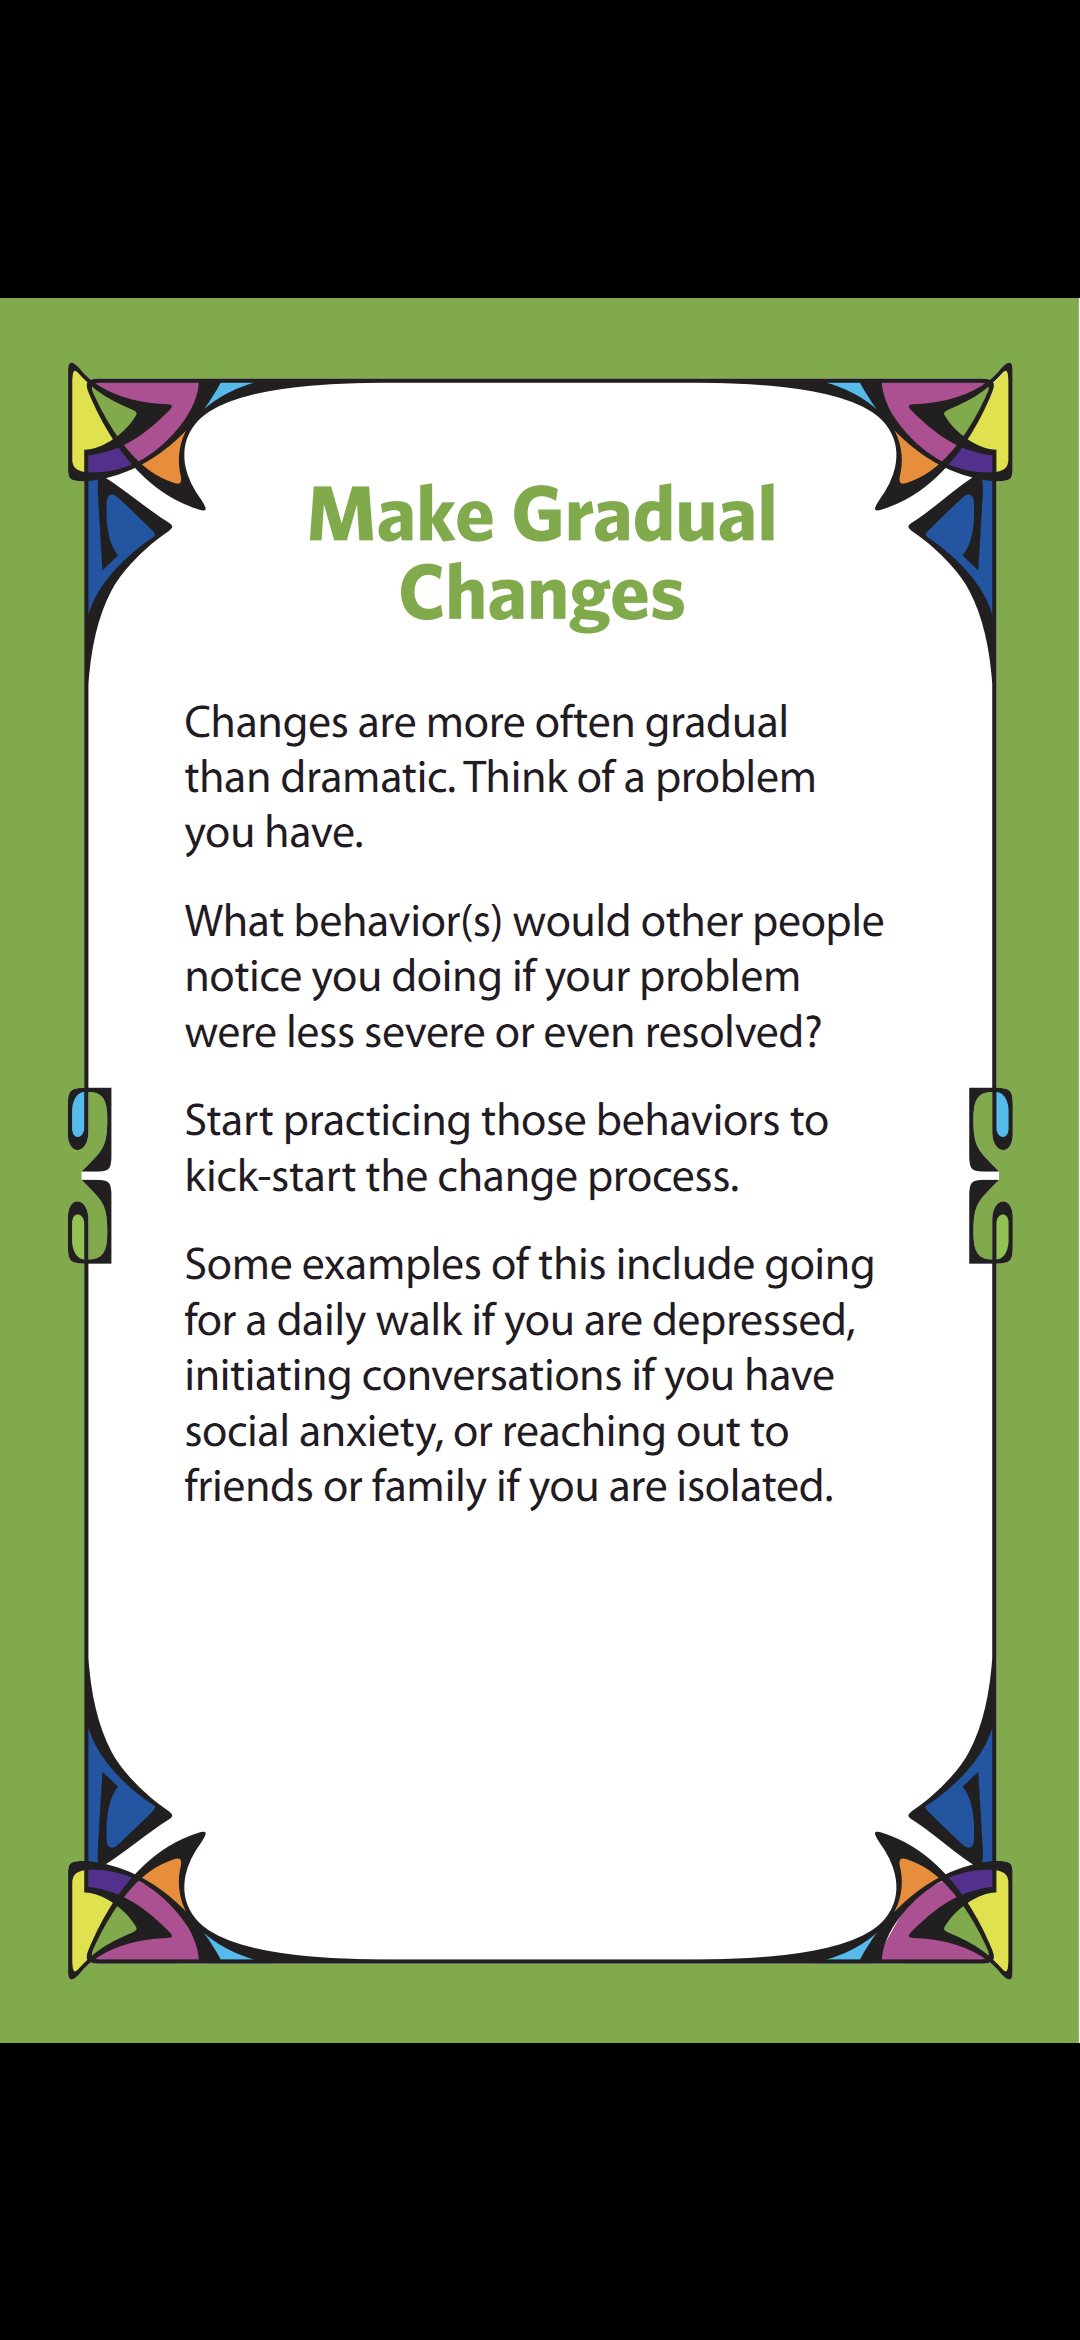 Make Gradual
Changes
Changes are more often gradual
than dramatic. Think of a problem
you have.
What behavior(s) would other people
notice you doing if your problem
were less severe or even resolved?
Start practicing those behaviors to
kick-start the change process.
Some examples of this include going
for a daily walk if you are depressed,
initiating conversations if you have
social anxiety, or reaching out to
friends or family if you are isolated.